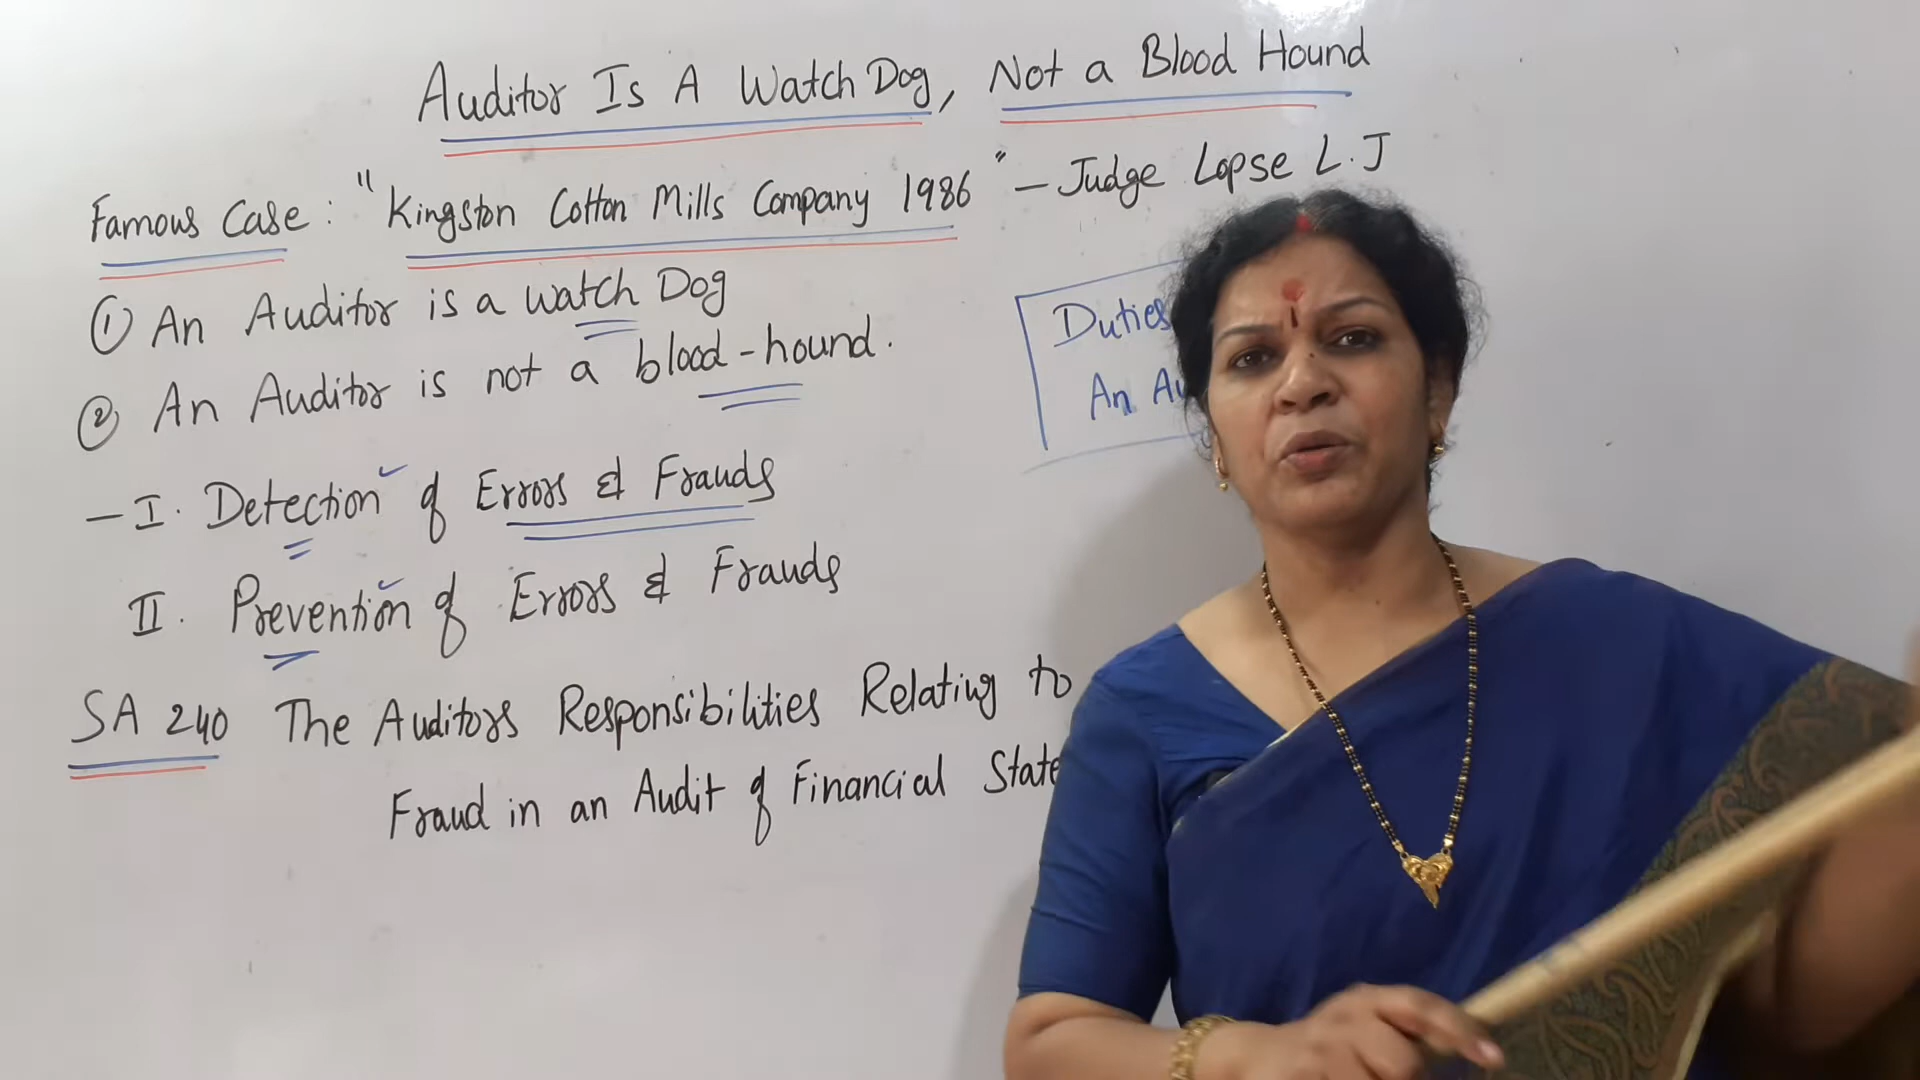 Auditor Is A Watch Dog, Not a Blood Hound
Famous Case: "Kingston Cotton Mills Company 1986" - Judge Lopse L.J
① An Auditor is a watch Dog
② An Auditor is not a blood-hound.
- I. Detection of Errors & Frauds
II. Prevention of Errors & Frauds
SA 240 The Auditors Responsibilities Relating to
Fraud in an Audit of Financial State
Duties
An Au